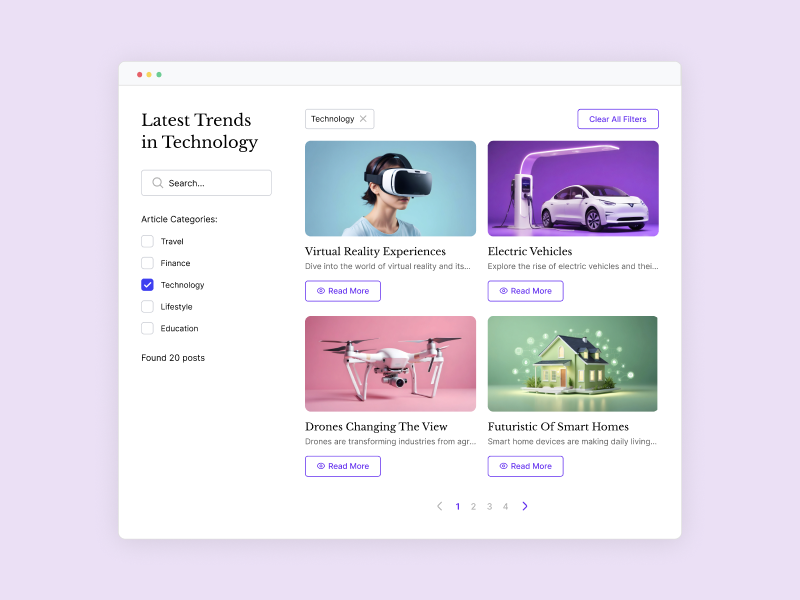 Latest Trends
in Technology
Search...
Article Categories:
Travel
Finance
Technology
Lifestyle
Education
Found 20 posts
Technology
Clear All Filters
Virtual Reality Experiences
Dive into the world of virtual reality and its...
Read More
Electric Vehicles
Explore the rise of electric vehicles and thei...
Read More
Drones Changing The View
Drones are transforming industries from agr...
Read More
Futuristic Of Smart Homes
Smart home devices are making daily living...
Read More
1 2 3 4